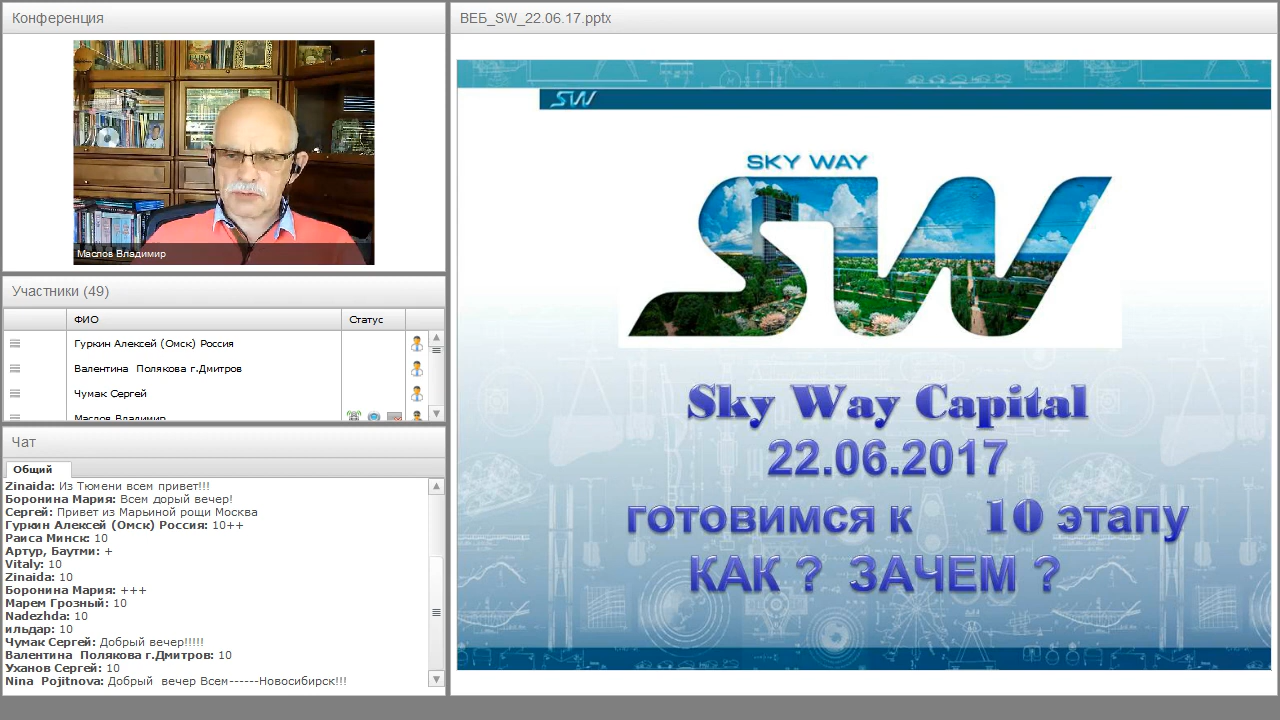 Конференция
Маслов Владимир
Участники (49)
ФИО Статус
Гуркин Алексей (Омск) Россия
Валентина Полякова г.Дмитров
Чумак Сергей
Маслов Владимир
Чат
Общий
Zinaida: Из Тюмени всем привет!!!
Боронина Мария: Всем дорый вечер!
Сергей: Привет из Марьиной рощи Москва
Гуркин Алексей (Омск) Россия: 10++
Раиса Минск: 10
Артур, Баутми: +
Vitaly: 10
Zinaida: 10
Боронина Мария: +++
Марем Грозный: 10
Nadezhda: 10
ильдар: 10
Чумак Сергей: Добрый вечер!!!!!
Валентина Полякова г.Дмитров: 10
Уханов Сергей: 10
Nina Pojitnova: Добрый вечер Всем------Новосибирск!!!
ВЕБ_SW_22.06.17.pptx
SW
SKY WAY
SW
Sky Way Capital
22.06.2017
готовимся к 10 этапу
КАК ? ЗАЧЕМ ?